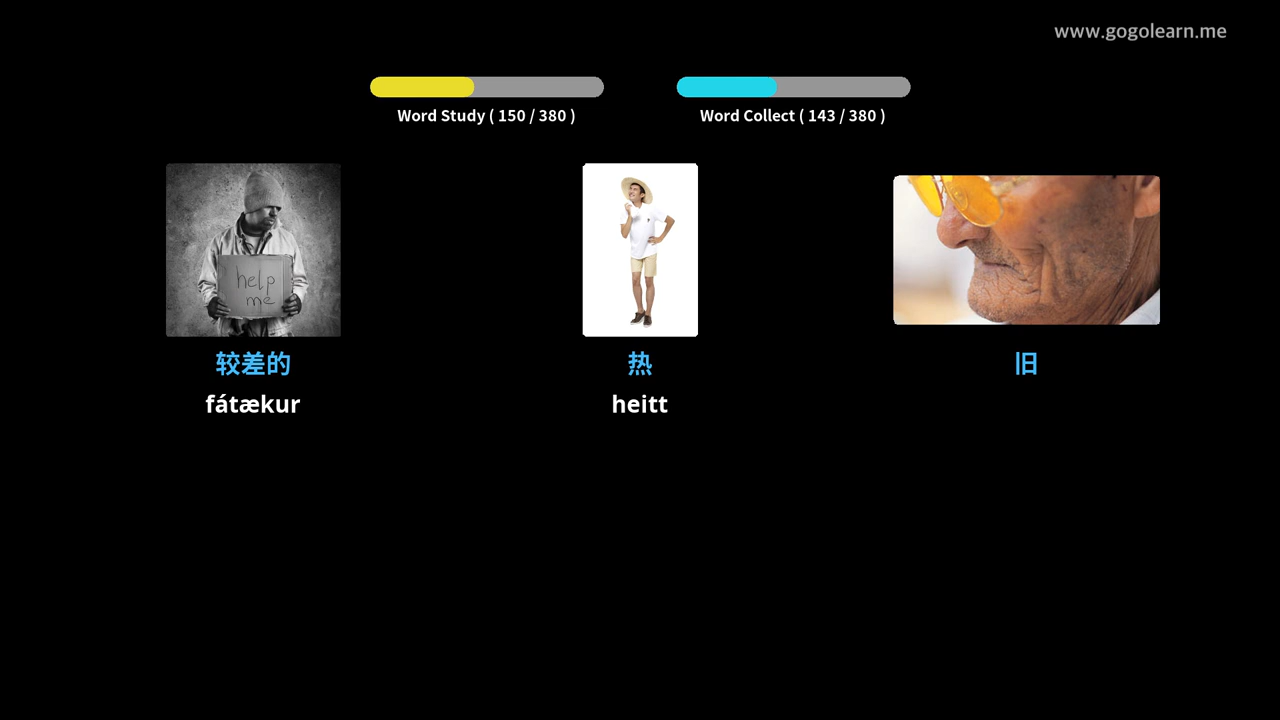 www.gogolearn.me
Word Study ( 150 / 380 )
Word Collect ( 143 / 380 )
help
me
较差的
热
旧
fátækur
heitt